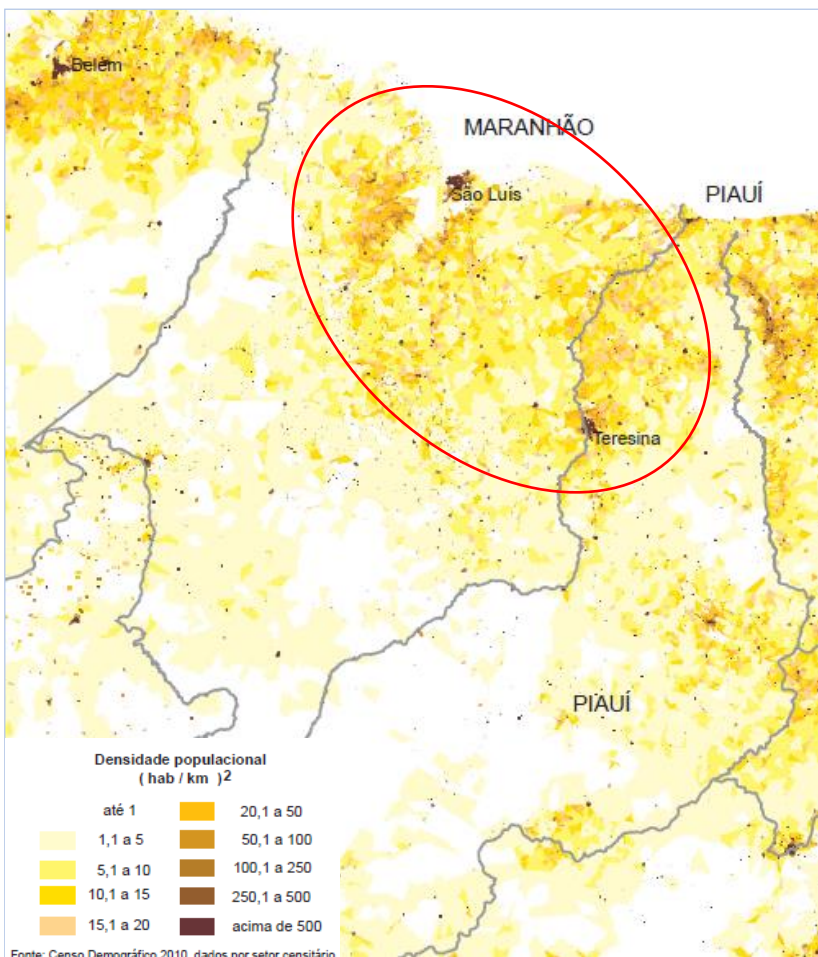 Belém
MARANHÃO
São Luís
PIAUÍ
Teresina
PIAUÍ
Densidade populacional
( hab / km )2
até 1
1,1 a 5
5,1 a 10
10,1 a 15
15,1 a 20
20,1 a 50
50,1 a 100
100,1 a 250
250,1 a 500
acima de 500
Fonte: Censo Demográfico 2010, dados por setor censitário